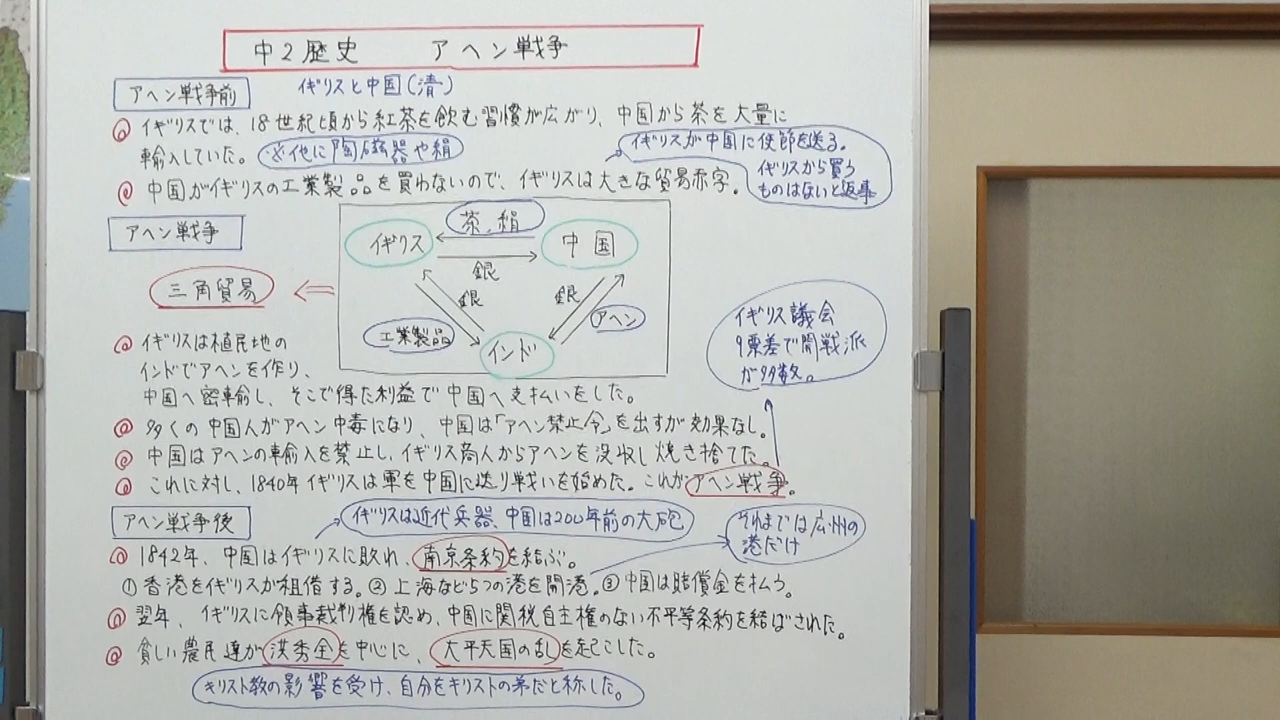 中2歴史 アヘン戦争
アヘン戦争前 イギリスと中国(清)
◎ イギリスでは、18世紀頃から紅茶を飲む習慣が広がり、中国から茶を大量に
輸入していた。 ※他に陶磁器や絹
イギリスが中国に使節を送る。
イギリスから買う
ものはないと返事
◎ 中国がイギリスの工業製品を買わないので、イギリスは大きな貿易赤字。
アヘン戦争
茶、絹
イギリス 中国
銀
三角貿易
銀 銀
工業製品 アヘン
インド
イギリス議会
9票差で開戦派
が多数。
◎ イギリスは植民地の
インドでアヘンを作り、
中国へ密輸し、そこで得た利益で中国へ支払いをした。
◎ 多くの中国人がアヘン中毒になり、中国は「アヘン禁止令」を出すが効果なし。
◎ 中国はアヘンの輸入を禁止し、イギリス商人からアヘンを没収し焼き捨てた。
◎ これに対し、1840年イギリスは軍を中国に送り戦いを始めた。これがアヘン戦争。
アヘン戦争後
イギリスは近代兵器、中国は200年前の大砲
それまでは広州の
港だけ
◎ 1842年、中国はイギリスに敗れ、南京条約を結ぶ。
①香港をイギリスが租借する。②上海など5つの港を開港。③中国は賠償金を払う。
◎ 翌年、イギリスに領事裁判権を認め、中国に関税自主権のない不平等条約を結ばされた。
◎ 貧しい農民達が洪秀全を中心に、太平天国の乱を起こした。
キリスト教の影響を受け、自分をキリストの弟だと称した。